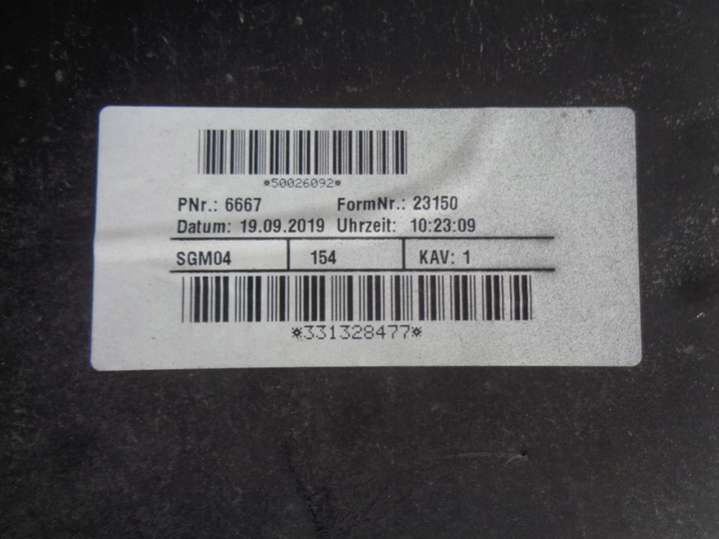 *50026092*
PNr.: 6667 FormNr.: 23150
Datum: 19.09.2019 Uhrzeit: 10:23:09
SGM04 154 KAV: 1
*331328477*